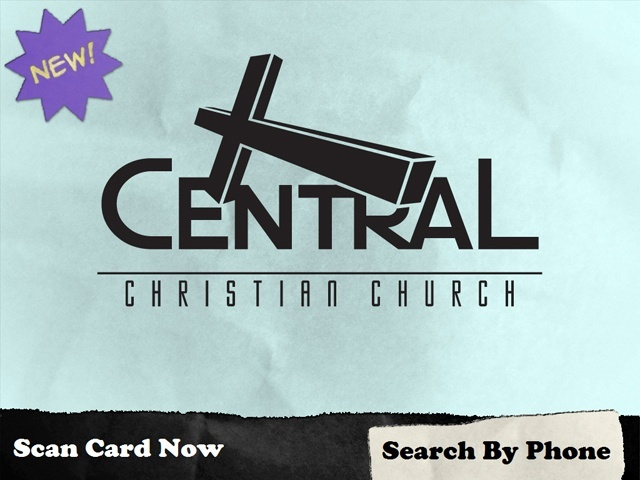 NEW!
CENTRAL
CHRISTIAN CHURCH
Scan Card Now
Search By Phone